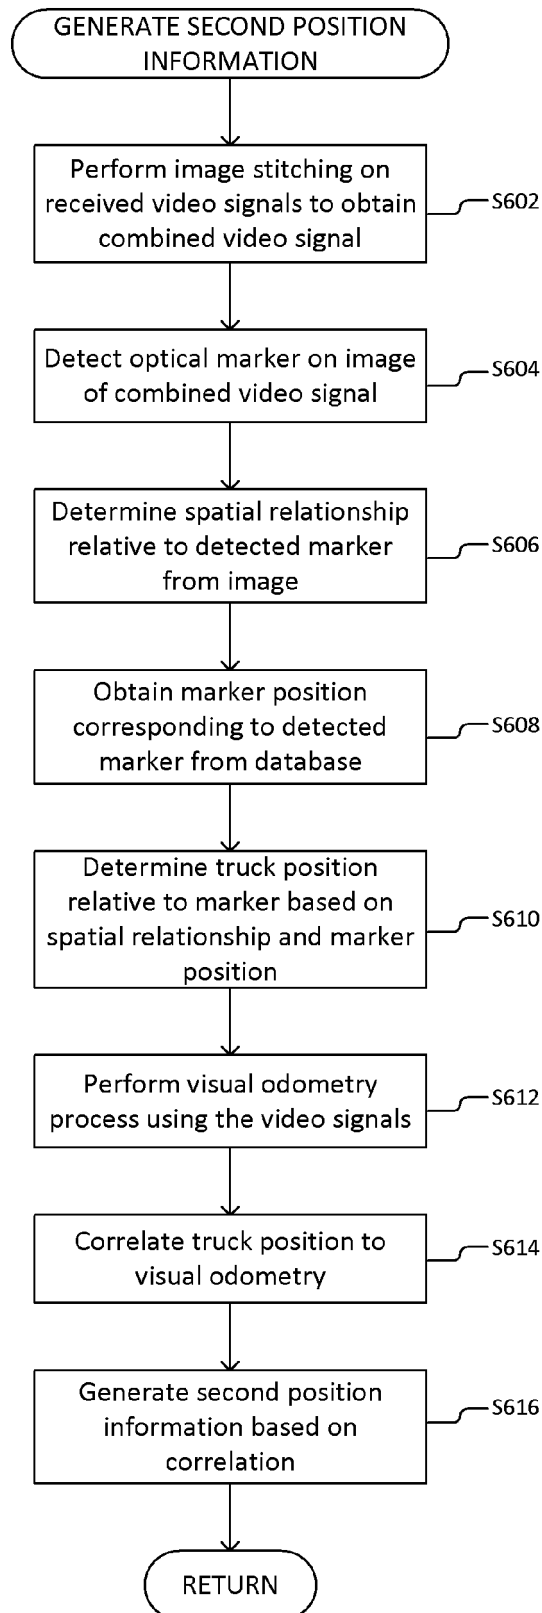 GENERATE SECOND POSITION
INFORMATION
Perform image stitching on
received video signals to obtain
combined video signal
S602
Detect optical marker on image
of combined video signal
S604
Determine spatial relationship
relative to detected marker
from image
S606
Obtain marker position
corresponding to detected
marker from database
S608
Determine truck position
relative to marker based on
spatial relationship and marker
position
S610
Perform visual odometry
process using the video signals
S612
Correlate truck position to
visual odometry
S614
Generate second position
information based on
correlation
S616
RETURN